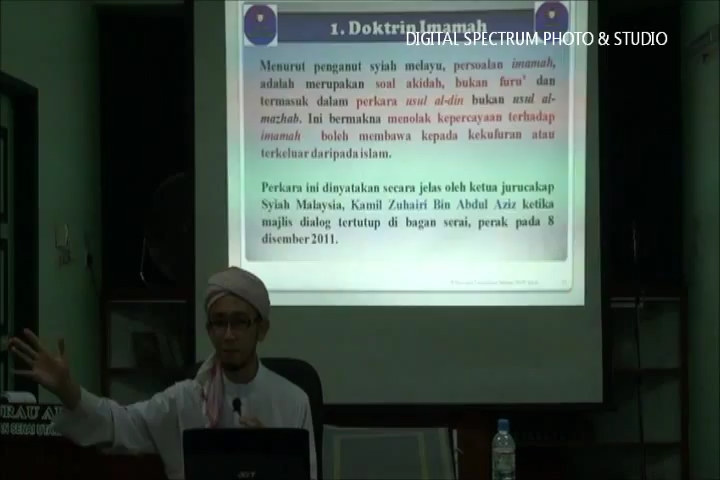 1. Doktrin Imamah
DIGITAL SPECTRUM PHOTO & STUDIO
Menurut penganut syiah melayu, persoalan imamah,
adalah merupakan soal akidah, bukan furu' dan
termasuk dalam perkara usul al-din bukan usul al-
mazhab. Ini bermakna menolak kepercayaan terhadap
imamah boleh membawa kepada kekufuran atau
terkeluar daripada islam.
Perkara ini dinyatakan secara jelas oleh ketua jurucakap
Syiah Malaysia, Kamil Zuhairi Bin Abdul Aziz ketika
majlis dialog tertutup di bagan serai, perak pada 8
disember 2011.
acer